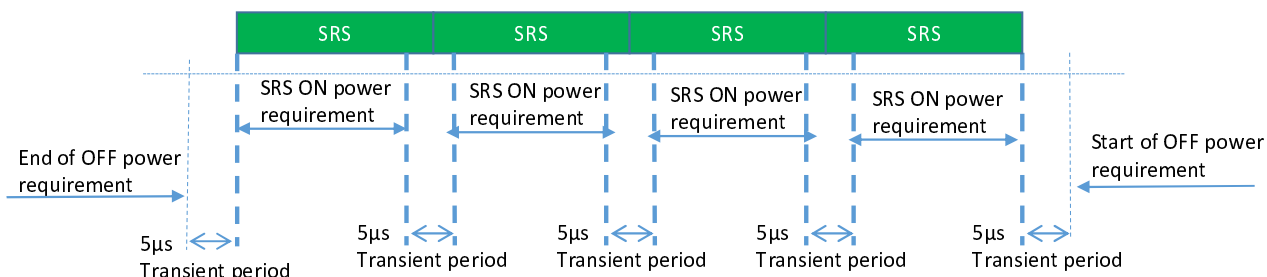 SRS SRS SRS SRS
SRS ON power
requirement
SRS ON power
requirement
SRS ON power
requirement
SRS ON power
requirement
End of OFF power
requirement
Start of OFF power
requirement
5µs
Transient period
5µs
Transient period
5µs
Transient period
5µs
Transient period
5µs
Transient period